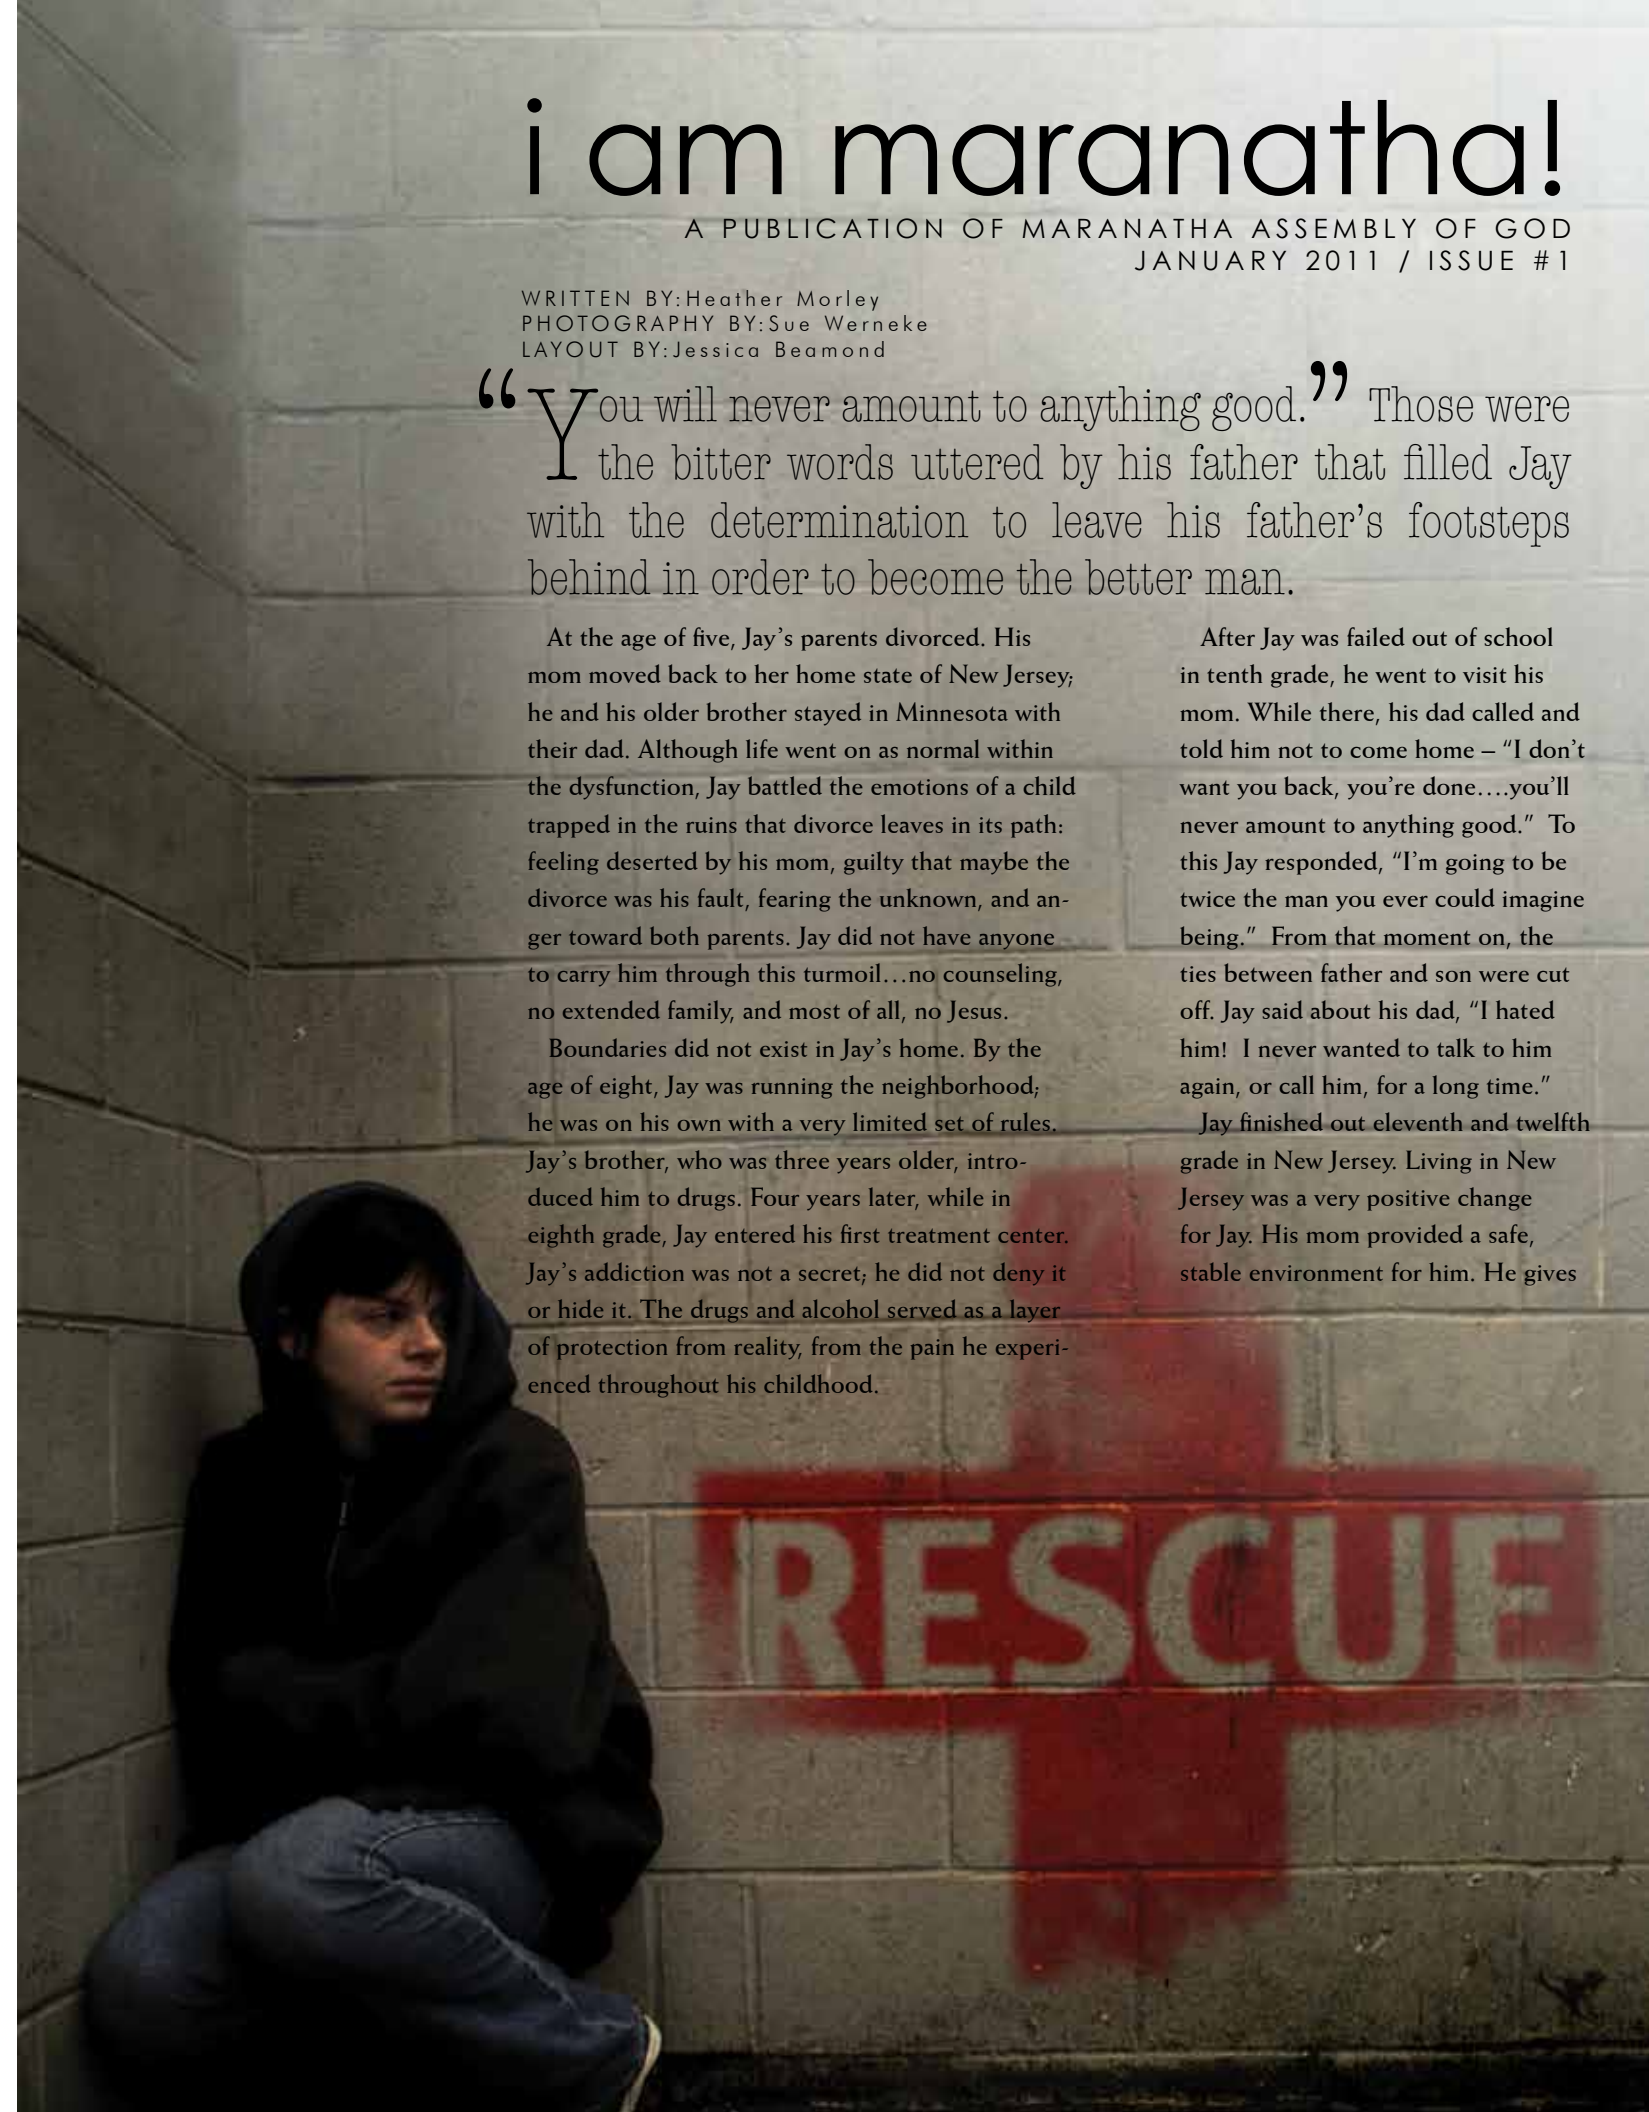 i am maranatha!
A PUBLICATION OF MARANATHA ASSEMBLY OF GOD
JANUARY 2011 / ISSUE #1
WRITTEN BY:Heather Morley
PHOTOGRAPHY BY:Sue Werneke
LAYOUT BY:Jessica Beamond
“You will never amount to anything good.” Those were
the bitter words uttered by his father that filled Jay
with the determination to leave his father’s footsteps
behind in order to become the better man.
At the age of five, Jay’s parents divorced. His
mom moved back to her home state of New Jersey;
he and his older brother stayed in Minnesota with
their dad. Although life went on as normal within
the dysfunction, Jay battled the emotions of a child
trapped in the ruins that divorce leaves in its path:
feeling deserted by his mom, guilty that maybe the
divorce was his fault, fearing the unknown, and an-
ger toward both parents. Jay did not have anyone
to carry him through this turmoil…no counseling,
no extended family, and most of all, no Jesus.
Boundaries did not exist in Jay’s home. By the
age of eight, Jay was running the neighborhood;
he was on his own with a very limited set of rules.
Jay’s brother, who was three years older, intro-
duced him to drugs. Four years later, while in
eighth grade, Jay entered his first treatment center.
Jay’s addiction was not a secret; he did not deny it
or hide it. The drugs and alcohol served as a layer
of protection from reality, from the pain he experi-
enced throughout his childhood.
After Jay was failed out of school
in tenth grade, he went to visit his
mom. While there, his dad called and
told him not to come home – “I don’t
want you back, you’re done….you’ll
never amount to anything good.” To
this Jay responded, “I’m going to be
twice the man you ever could imagine
being.” From that moment on, the
ties between father and son were cut
off. Jay said about his dad, “I hated
him! I never wanted to talk to him
again, or call him, for a long time.”
Jay finished out eleventh and twelfth
grade in New Jersey. Living in New
Jersey was a very positive change
for Jay. His mom provided a safe,
stable environment for him. He gives
RESCUE